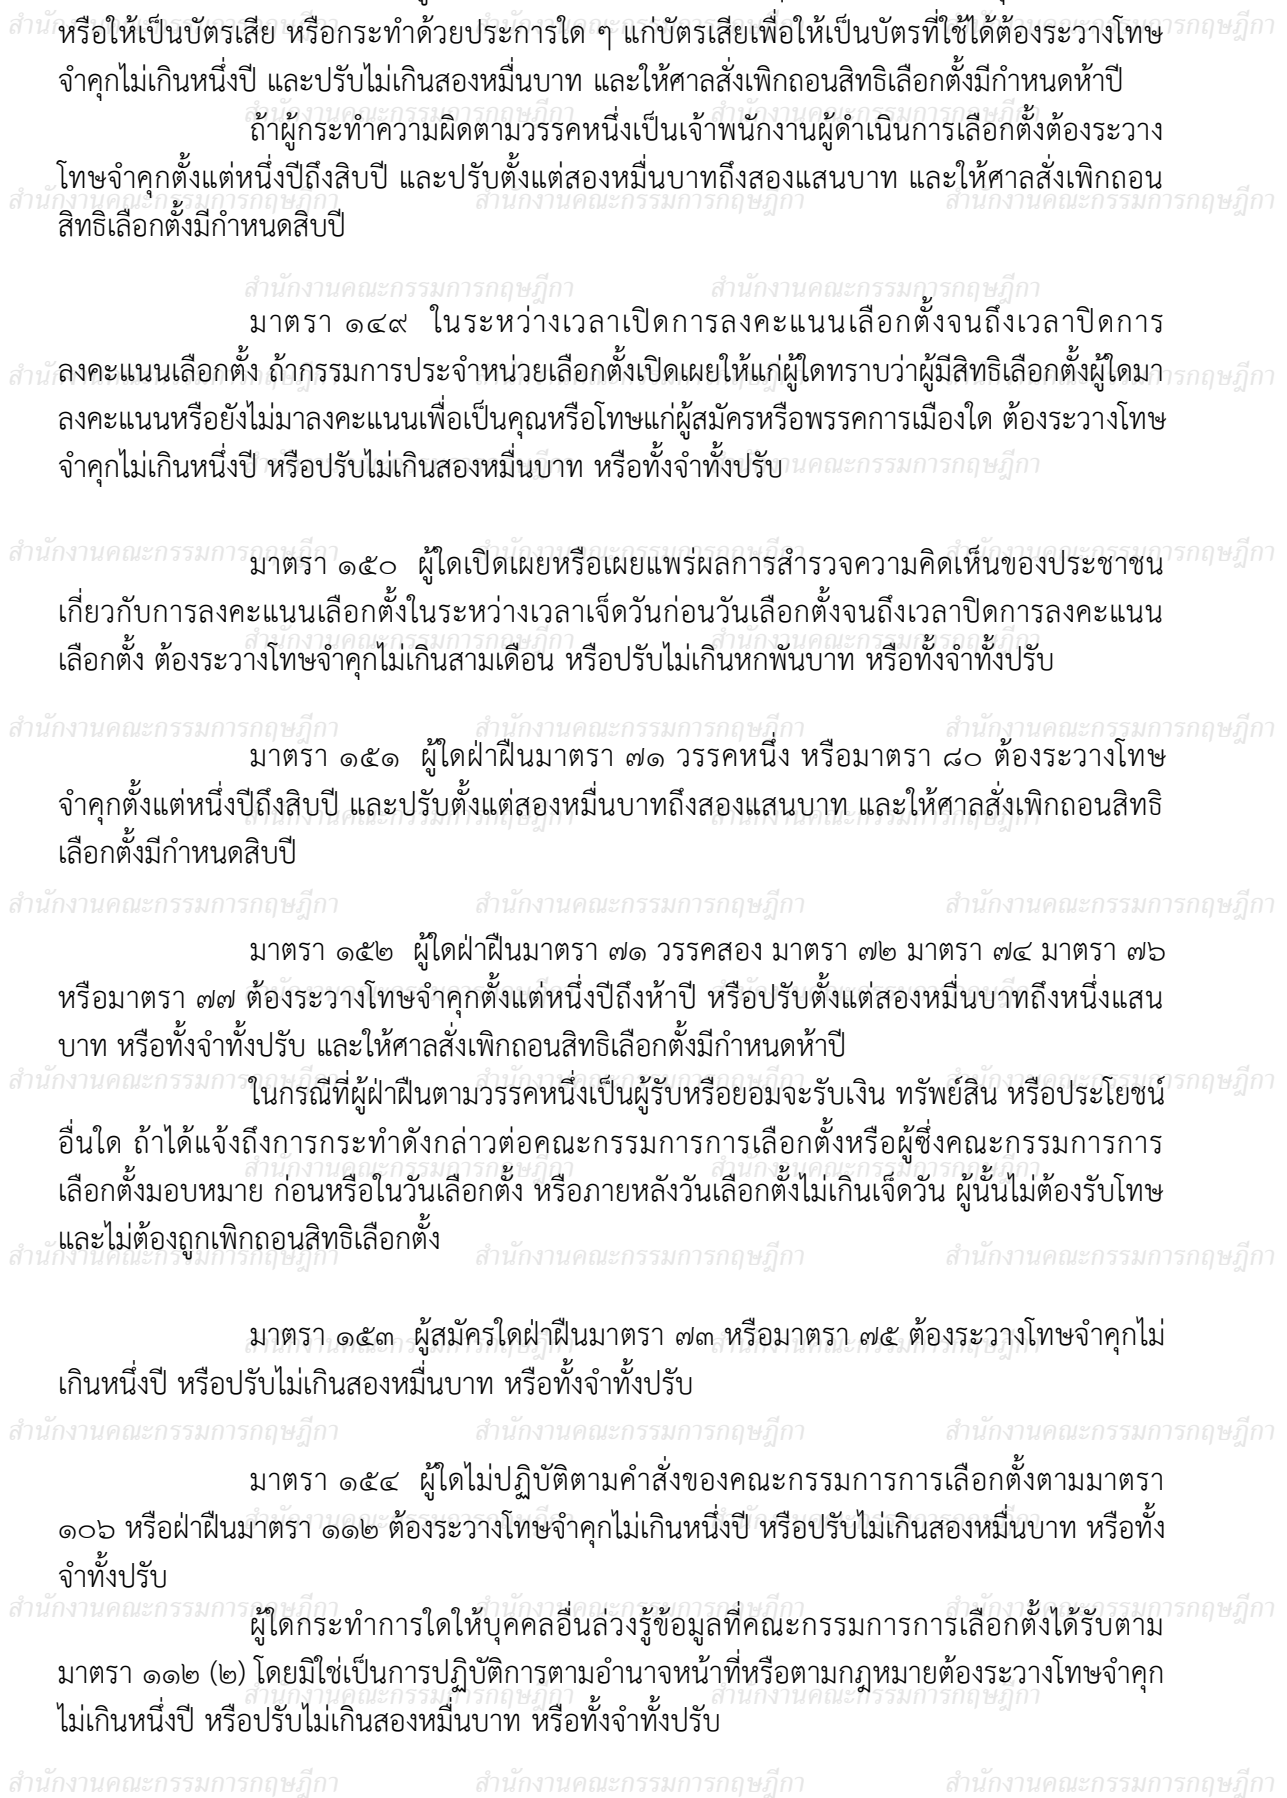 หรือให้เป็นบัตรเสีย หรือกระทำด้วยประการใด ๆ แก่บัตรเสียเพื่อให้เป็นบัตรที่ใช้ได้ต้องระวางโทษ
จำคุกไม่เกินหนึ่งปี และปรับไม่เกินสองหมื่นบาท และให้ศาลสั่งเพิกถอนสิทธิเลือกตั้งมีกำหนดห้าปี
ถ้าผู้กระทำความผิดตามวรรคหนึ่งเป็นเจ้าพนักงานผู้ดำเนินการเลือกตั้งต้องระวาง
โทษจำคุกตั้งแต่หนึ่งปีถึงสิบปี และปรับตั้งแต่สองหมื่นบาทถึงสองแสนบาท และให้ศาลสั่งเพิกถอน
สิทธิเลือกตั้งมีกำหนดสิบปี
มาตรา ๑๔๙ ในระหว่างเวลาเปิดการลงคะแนนเลือกตั้งจนถึงเวลาปิดการ
ลงคะแนนเลือกตั้ง ถ้ากรรมการประจำหน่วยเลือกตั้งเปิดเผยให้แก่ผู้ใดทราบว่าผู้มีสิทธิเลือกตั้งผู้ใดมา
ลงคะแนนหรือยังไม่มาลงคะแนนเพื่อเป็นคุณหรือโทษแก่ผู้สมัครหรือพรรคการเมืองใด ต้องระวางโทษ
จำคุกไม่เกินหนึ่งปี หรือปรับไม่เกินสองหมื่นบาท หรือทั้งจำทั้งปรับ
มาตรา ๑๕๐ ผู้ใดเปิดเผยหรือเผยแพร่ผลการสำรวจความคิดเห็นของประชาชน
เกี่ยวกับการลงคะแนนเลือกตั้งในระหว่างเวลาเจ็ดวันก่อนวันเลือกตั้งจนถึงเวลาปิดการลงคะแนน
เลือกตั้ง ต้องระวางโทษจำคุกไม่เกินสามเดือน หรือปรับไม่เกินหกพันบาท หรือทั้งจำทั้งปรับ
มาตรา ๑๕๑ ผู้ใดฝ่าฝืนมาตรา ๗๑ วรรคหนึ่ง หรือมาตรา ๘๐ ต้องระวางโทษ
จำคุกตั้งแต่หนึ่งปีถึงสิบปี และปรับตั้งแต่สองหมื่นบาทถึงสองแสนบาท และให้ศาลสั่งเพิกถอนสิทธิ
เลือกตั้งมีกำหนดสิบปี
มาตรา ๑๕๒ ผู้ใดฝ่าฝืนมาตรา ๗๑ วรรคสอง มาตรา ๗๒ มาตรา ๗๔ มาตรา ๗๖
หรือมาตรา ๗๗ ต้องระวางโทษจำคุกตั้งแต่หนึ่งปีถึงห้าปี หรือปรับตั้งแต่สองหมื่นบาทถึงหนึ่งแสน
บาท หรือทั้งจำทั้งปรับ และให้ศาลสั่งเพิกถอนสิทธิเลือกตั้งมีกำหนดห้าปี
ในกรณีที่ผู้ฝ่าฝืนตามวรรคหนึ่งเป็นผู้รับหรือยอมจะรับเงิน ทรัพย์สิน หรือประโยชน์
อื่นใด ถ้าได้แจ้งถึงการกระทำดังกล่าวต่อคณะกรรมการการเลือกตั้งหรือผู้ซึ่งคณะกรรมการการ
เลือกตั้งมอบหมาย ก่อนหรือในวันเลือกตั้ง หรือภายหลังวันเลือกตั้งไม่เกินเจ็ดวัน ผู้นั้นไม่ต้องรับโทษ
และไม่ต้องถูกเพิกถอนสิทธิเลือกตั้ง
มาตรา ๑๕๓ ผู้สมัครใดฝ่าฝืนมาตรา ๗๓ หรือมาตรา ๗๕ ต้องระวางโทษจำคุกไม่
เกินหนึ่งปี หรือปรับไม่เกินสองหมื่นบาท หรือทั้งจำทั้งปรับ
มาตรา ๑๕๔ ผู้ใดไม่ปฏิบัติตามคำสั่งของคณะกรรมการการเลือกตั้งตามมาตรา
๑๐๖ หรือฝ่าฝืนมาตรา ๑๑๒ ต้องระวางโทษจำคุกไม่เกินหนึ่งปี หรือปรับไม่เกินสองหมื่นบาท หรือทั้ง
จำทั้งปรับ
ผู้ใดกระทำการใดให้บุคคลอื่นล่วงรู้ข้อมูลที่คณะกรรมการการเลือกตั้งได้รับตาม
มาตรา ๑๑๒ (๒) โดยมิใช่เป็นการปฏิบัติการตามอำนาจหน้าที่หรือตามกฎหมายต้องระวางโทษจำคุก
ไม่เกินหนึ่งปี หรือปรับไม่เกินสองหมื่นบาท หรือทั้งจำทั้งปรับ
สำนักงานคณะกรรมการกฤษฎีกา สำนักงานคณะกรรมการกฤษฎีกา สำนักงานคณะกรรมการกฤษฎีกา